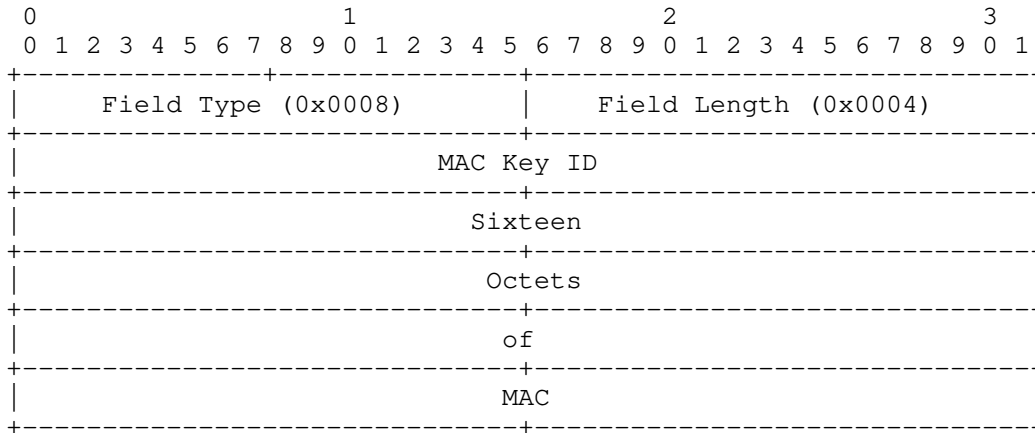 0                   1                   2                   3
0 1 2 3 4 5 6 7 8 9 0 1 2 3 4 5 6 7 8 9 0 1 2 3 4 5 6 7 8 9 0 1
+---------------+---------------+-------------------------------
|     Field Type (0x0008)       |    Field Length (0x0004)
+-------------------------------+-------------------------------
|                          MAC Key ID
+-------------------------------+-------------------------------
|                            Sixteen
+-------------------------------+-------------------------------
|                             Octets
+-------------------------------+-------------------------------
|                              of
+-------------------------------+-------------------------------
|                              MAC
+-------------------------------+-------------------------------